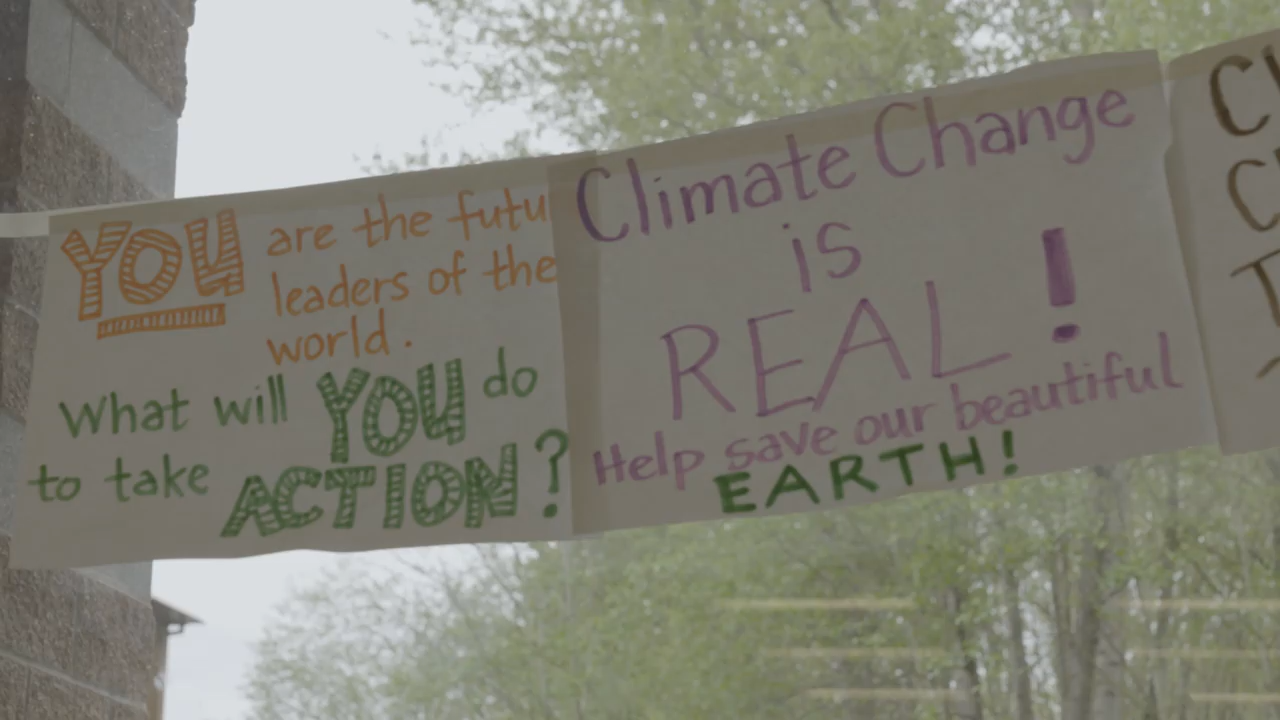 YOU are the futu
leaders of the
world.
What will YOU do
to take ACTION?
Climate Change
is
REAL!
Help save our beautiful
EARTH!